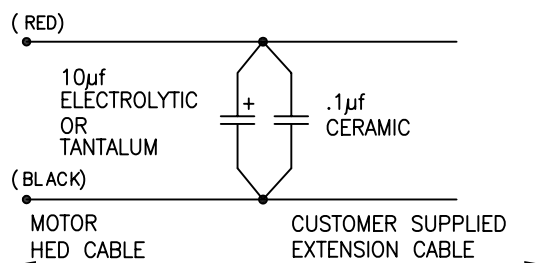 (RED)
10µf
ELECTROLYTIC
OR
TANTALUM
+
.1µf
CERAMIC
(BLACK)
MOTOR
HED CABLE
CUSTOMER SUPPLIED
EXTENSION CABLE